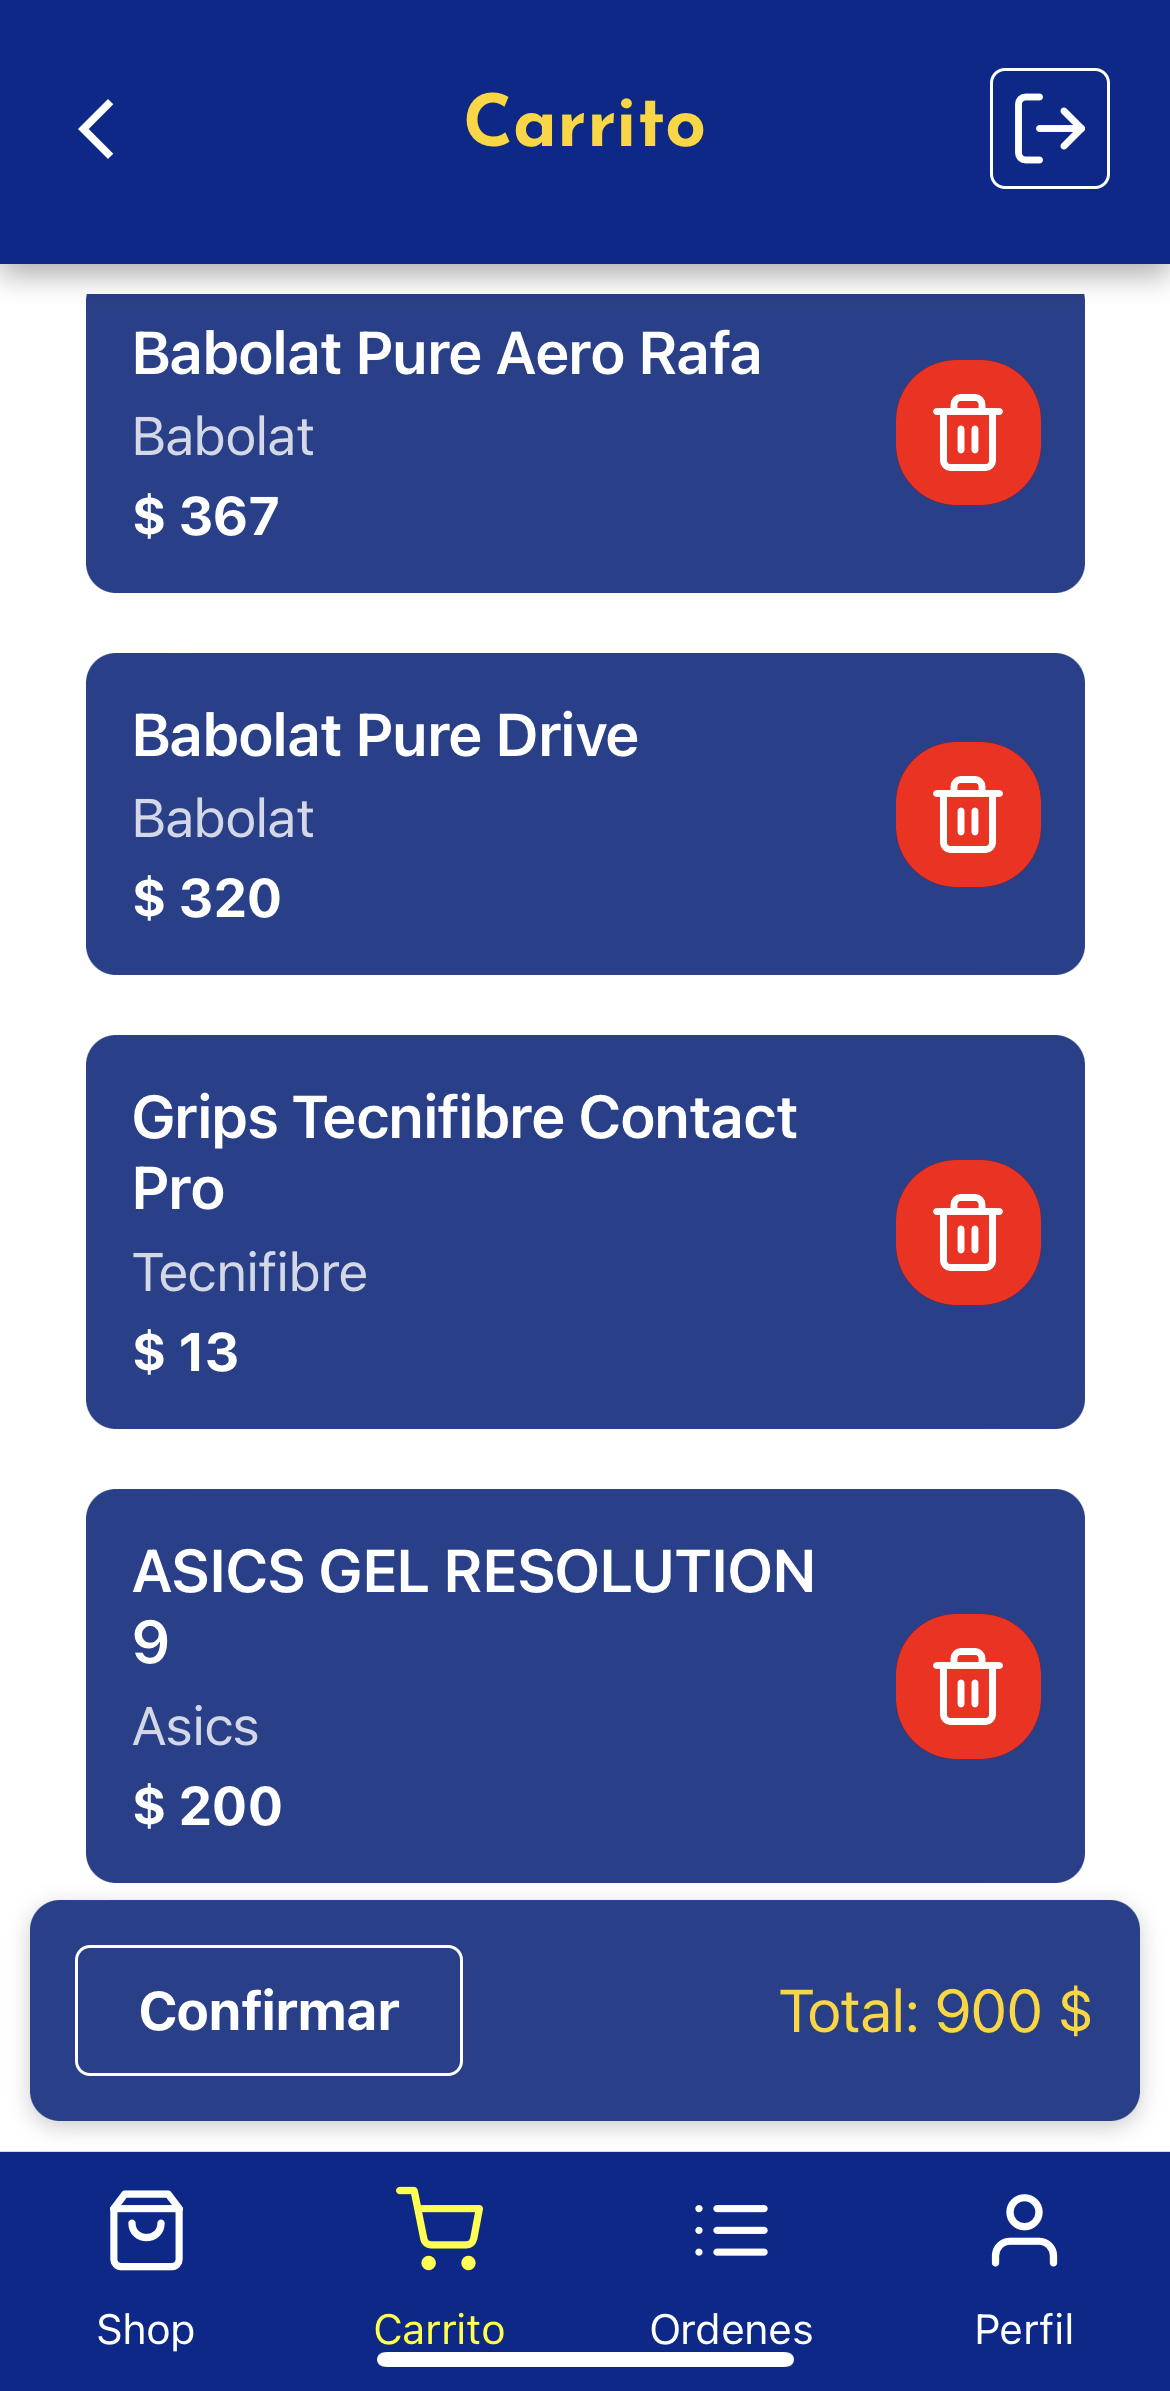 Carrito
Babolat Pure Aero Rafa
Babolat
$ 367
Babolat Pure Drive
Babolat
$ 320
Grips Tecnifibre Contact
Pro
Tecnifibre
$ 13
ASICS GEL RESOLUTION
9
Asics
$ 200
Confirmar
Total: 900 $
Shop
Carrito
Ordenes
Perfil